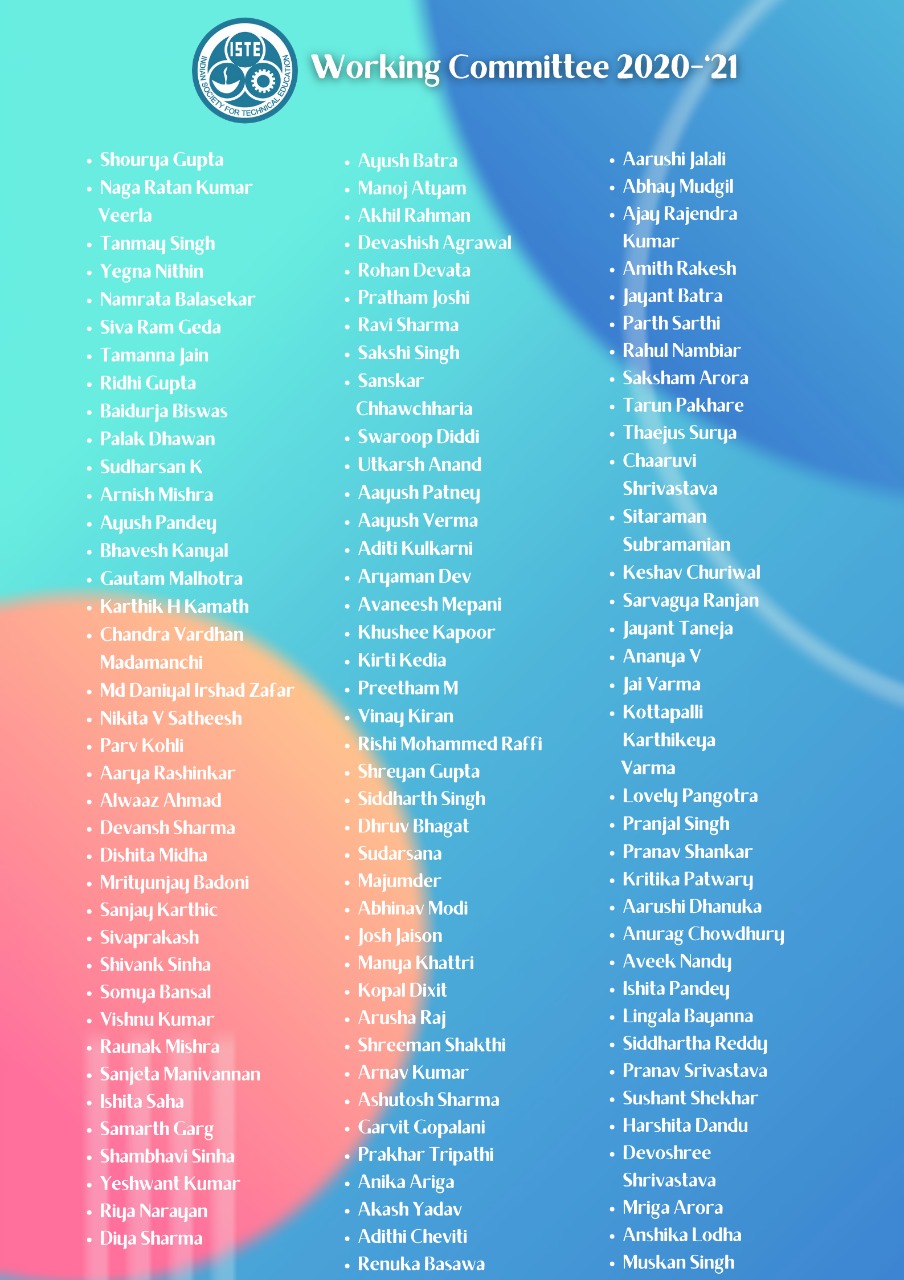 ISTE
INDIAN SOCIETY FOR TECHNICAL EDUCATION
Working Committee 2020-‘21
• Shourya Gupta
• Naga Ratan Kumar
Veerla
• Tanmay Singh
• Yegna Nithin
• Namrata Balasekar
• Siva Ram Geda
• Tamanna Jain
• Ridhi Gupta
• Baidurja Biswas
• Palak Dhawan
• Sudharsan K
• Arnish Mishra
• Ayush Pandey
• Bhavesh Kanyal
• Gautam Malhotra
• Karthik H Kamath
• Chandra Vardhan
Madamanchi
• Md Daniyal Irshad Zafar
• Nikita V Satheesh
• Parv Kohli
• Aarya Rashinkar
• Alwaaz Ahmad
• Devansh Sharma
• Dishita Midha
• Mrityunjay Badoni
• Sanjay Karthic
• Sivaprakash
• Shivank Sinha
• Somya Bansal
• Vishnu Kumar
• Raunak Mishra
• Sanjeta Manivannan
• Ishita Saha
• Samarth Garg
• Shambhavi Sinha
• Yeshwant Kumar
• Riya Narayan
• Diya Sharma
• Ayush Batra
• Manoj Atyam
• Akhil Rahman
• Devashish Agrawal
• Rohan Devata
• Pratham Joshi
• Ravi Sharma
• Sakshi Singh
• Sanskar
Chhawchharia
• Swaroop Diddi
• Utkarsh Anand
• Aayush Patney
• Aayush Verma
• Aditi Kulkarni
• Aryaman Dev
• Avaneesh Mepani
• Khushee Kapoor
• Kirti Kedia
• Preetham M
• Vinay Kiran
• Rishi Mohammed Raffi
• Shreyan Gupta
• Siddharth Singh
• Dhruv Bhagat
• Sudarsana
• Majumder
• Abhinav Modi
• Josh Jaison
• Manya Khattri
• Kopal Dixit
• Arusha Raj
• Shreeman Shakthi
• Arnav Kumar
• Ashutosh Sharma
• Garvit Gopalani
• Prakhar Tripathi
• Anika Ariga
• Akash Yadav
• Adithi Cheviti
• Renuka Basawa
• Aarushi Jalali
• Abhay Mudgil
• Ajay Rajendra
Kumar
• Amith Rakesh
• Jayant Batra
• Parth Sarthi
• Rahul Nambiar
• Saksham Arora
• Tarun Pakhare
• Thaejus Surya
• Chaaruvi
Shrivastava
• Sitaraman
Subramanian
• Keshav Churiwal
• Sarvagya Ranjan
• Jayant Taneja
• Ananya V
• Jai Varma
• Kottapalli
Karthikeya
Varma
• Lovely Pangotra
• Pranjal Singh
• Pranav Shankar
• Kritika Patwary
• Aarushi Dhanuka
• Anurag Chowdhury
• Aveek Nandy
• Ishita Pandey
• Lingala Bayanna
• Siddhartha Reddy
• Pranav Srivastava
• Sushant Shekhar
• Harshita Dandu
• Devoshree
Shrivastava
• Mriga Arora
• Anshika Lodha
• Muskan Singh